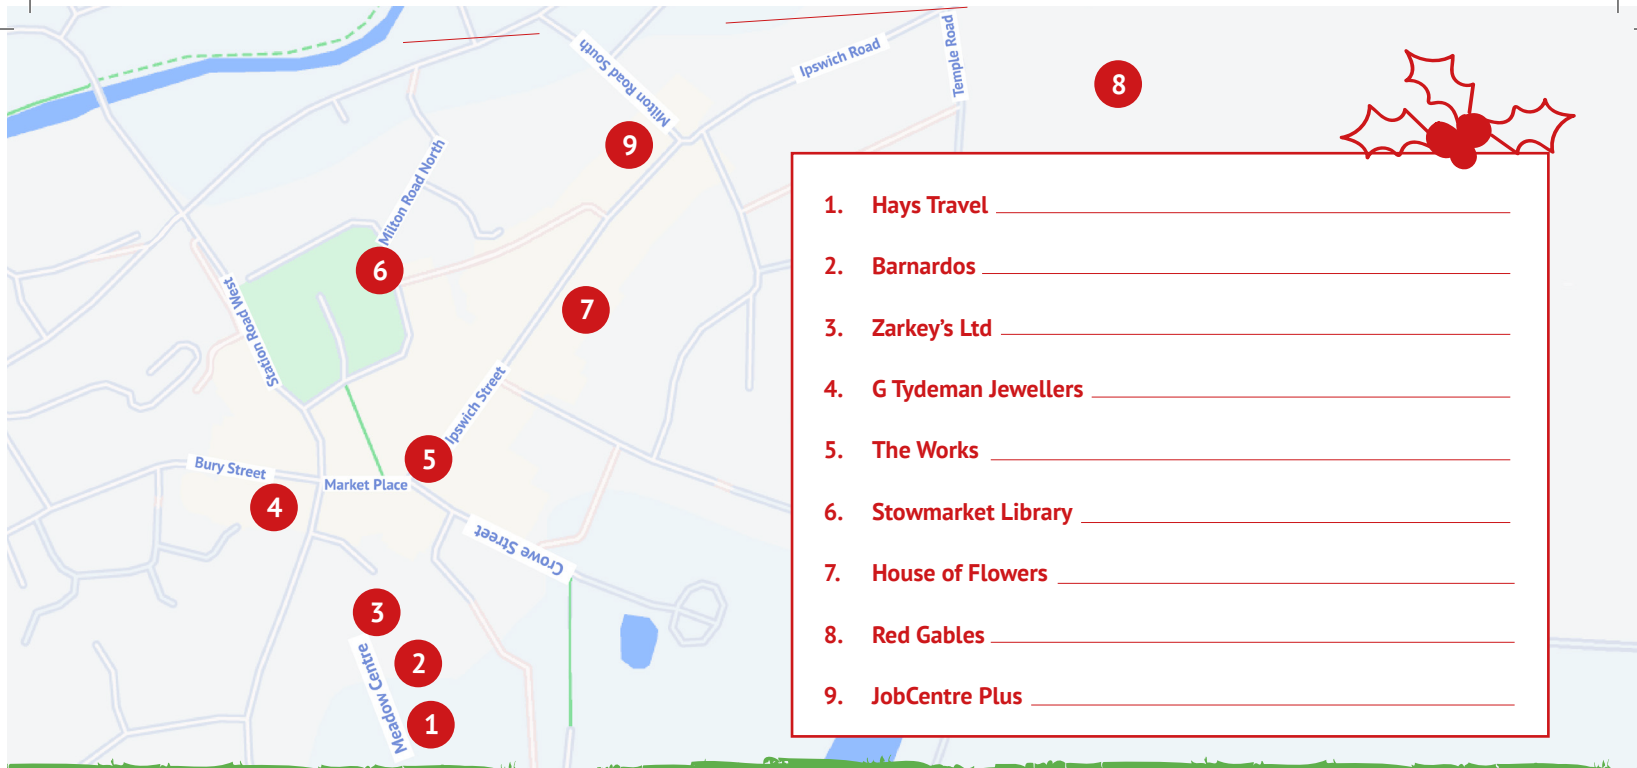 Milton Road South
Ipswich Road
Temple Road
8
9
Milton Road North
6
Station Road West
7
Ipswich Street
5
Bury Street
Market Place
4
Crowe Street
3
2
Meadow Centre
1
1. Hays Travel
2. Barnardos
3. Zarkey’s Ltd
4. G Tydeman Jewellers
5. The Works
6. Stowmarket Library
7. House of Flowers
8. Red Gables
9. JobCentre Plus